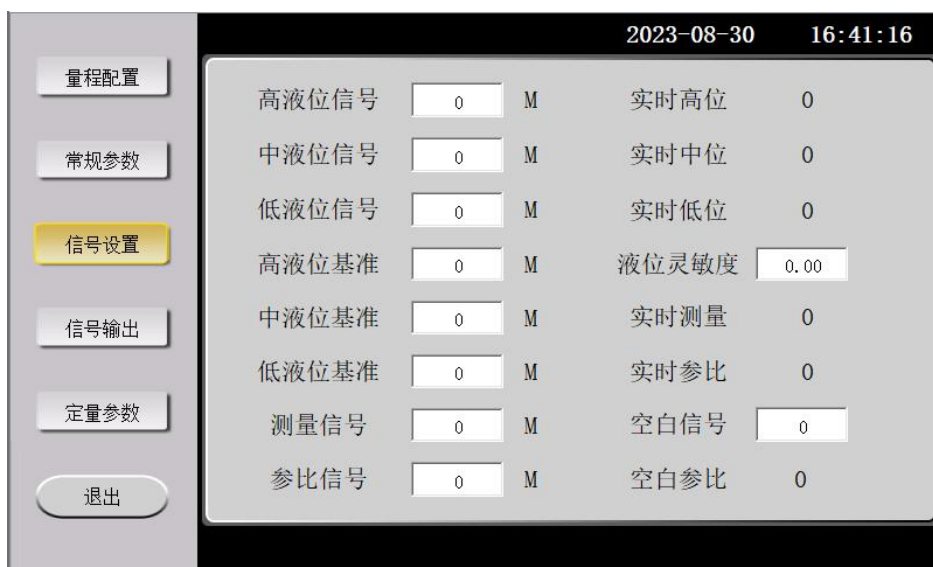 2023-08-30 16:41:16
量程配置
常规参数
信号设置
信号输出
定量参数
退出
高液位信号 0 M 实时高位 0
中液位信号 0 M 实时中位 0
低液位信号 0 M 实时低位 0
高液位基准 0 M 液位灵敏度 0.00
中液位基准 0 M 实时测量 0
低液位基准 0 M 实时参比 0
测量信号 0 M 空白信号 0
参比信号 0 M 空白参比 0